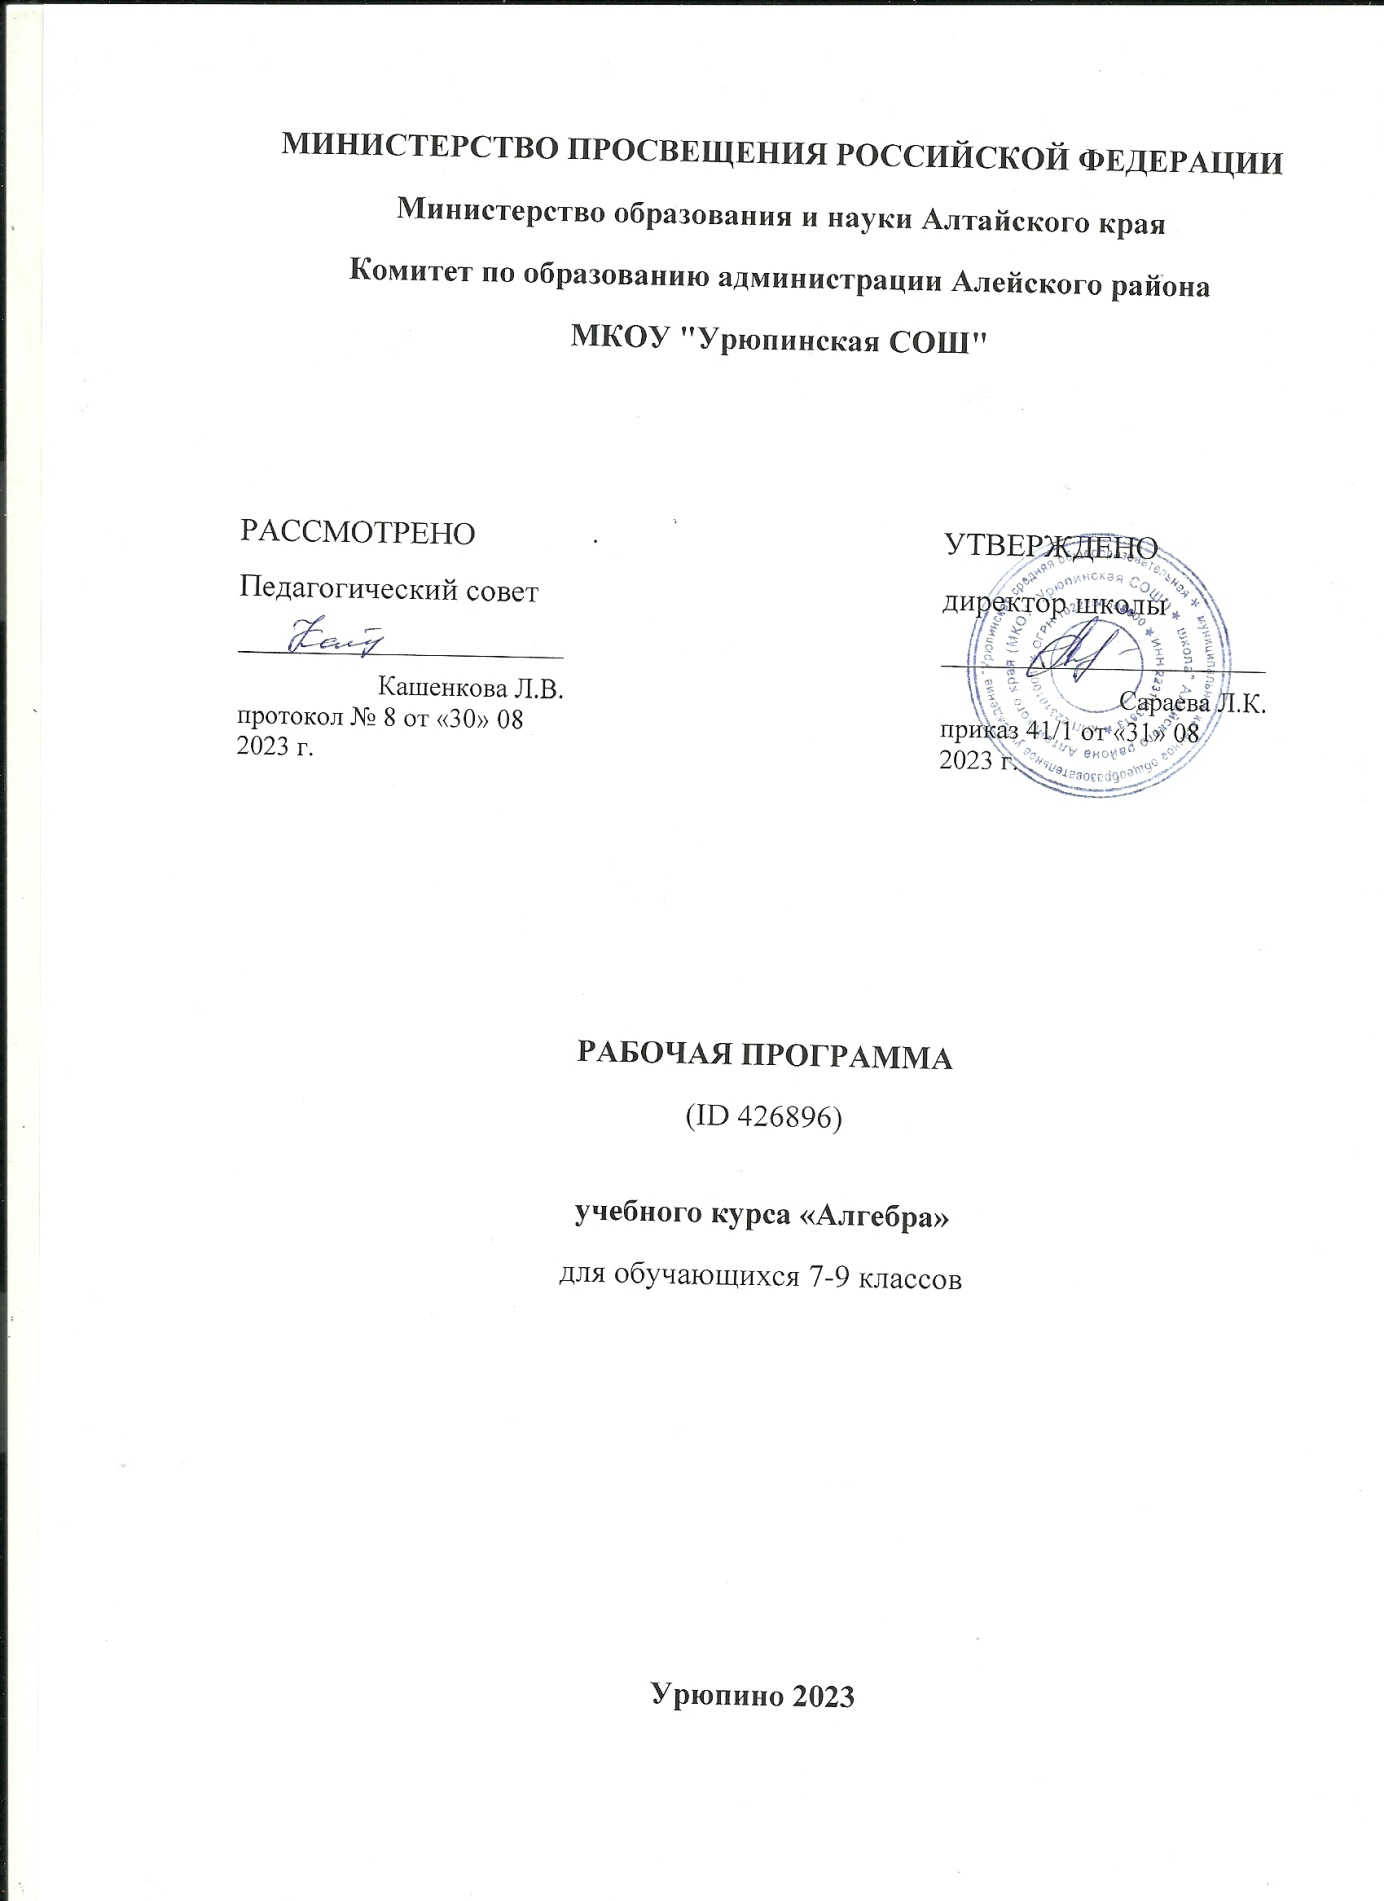 МИНИСТЕРСТВО ПРОСВЕЩЕНИЯ РОССИЙСКОЙ ФЕДЕРАЦИИ
Министерство образования и науки Алтайского края
Комитет по образованию администрации Алейского района
МКОУ "Урюпинская СОШ"
РАССМОТРЕНО
Педагогический совет
Кашенкова Л.В.
протокол № 8 от «30» 08
2023 г.
УТВЕРЖДЕНО
директор школы
Сараева Л.К.
приказ 41/1 от «31» 08
2023 г.
РАБОЧАЯ ПРОГРАММА
(ID 426896)
учебного курса «Алгебра»
для обучающихся 7-9 классов
Урюпино 2023